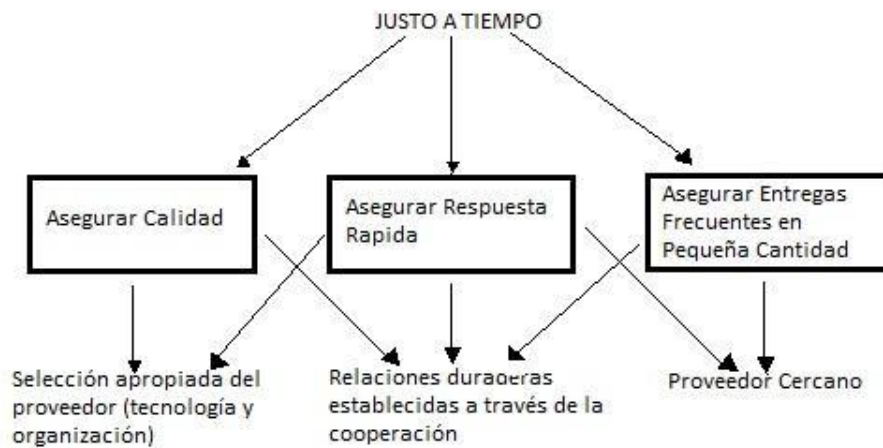 JUSTO A TIEMPO
Asegurar Calidad
Asegurar Respuesta
Rapida
Asegurar Entregas
Frecuentes en
Pequeña Cantidad
Selección apropiada del
proveedor (tecnología y
organización)
Relaciones duraderas
establecidas a través de la
cooperación
Proveedor Cercano